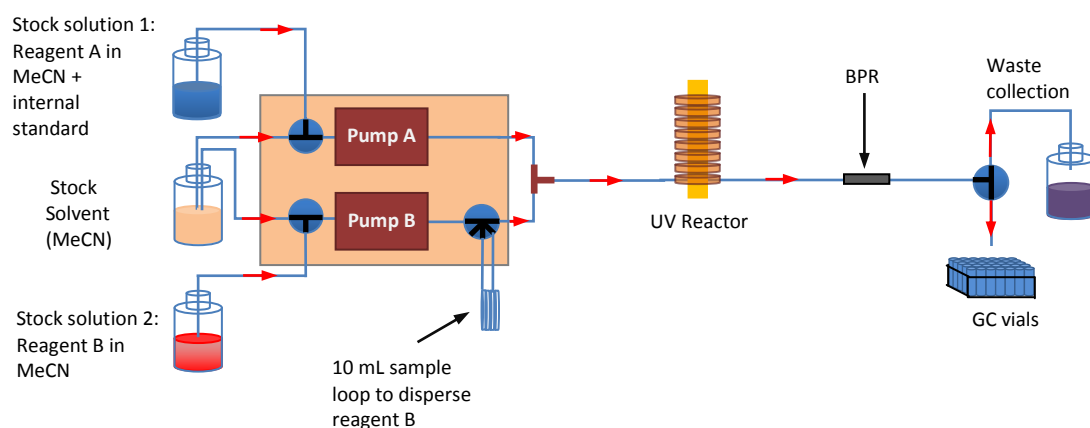 Stock solution 1:
Reagent A in
MeCN +
internal
standard
Stock
Solvent
(MeCN)
Stock solution 2:
Reagent B in
MeCN
Pump A
Pump B
10 mL sample
loop to disperse
reagent B
UV Reactor
BPR
Waste
collection
GC vials